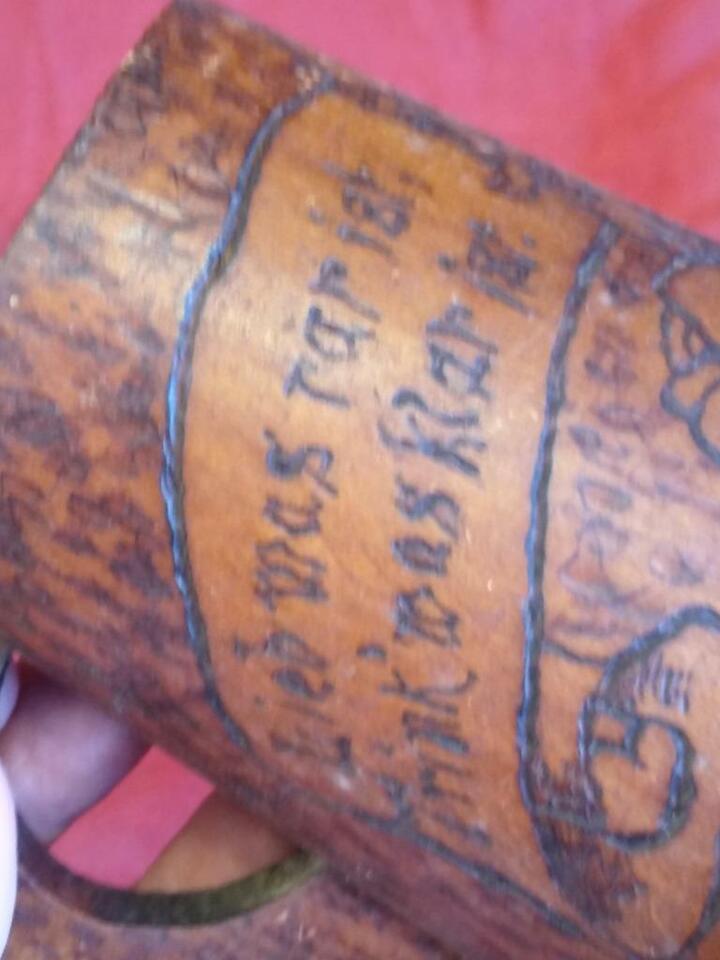 Lieb was rar ist,
trink' was klar ist.